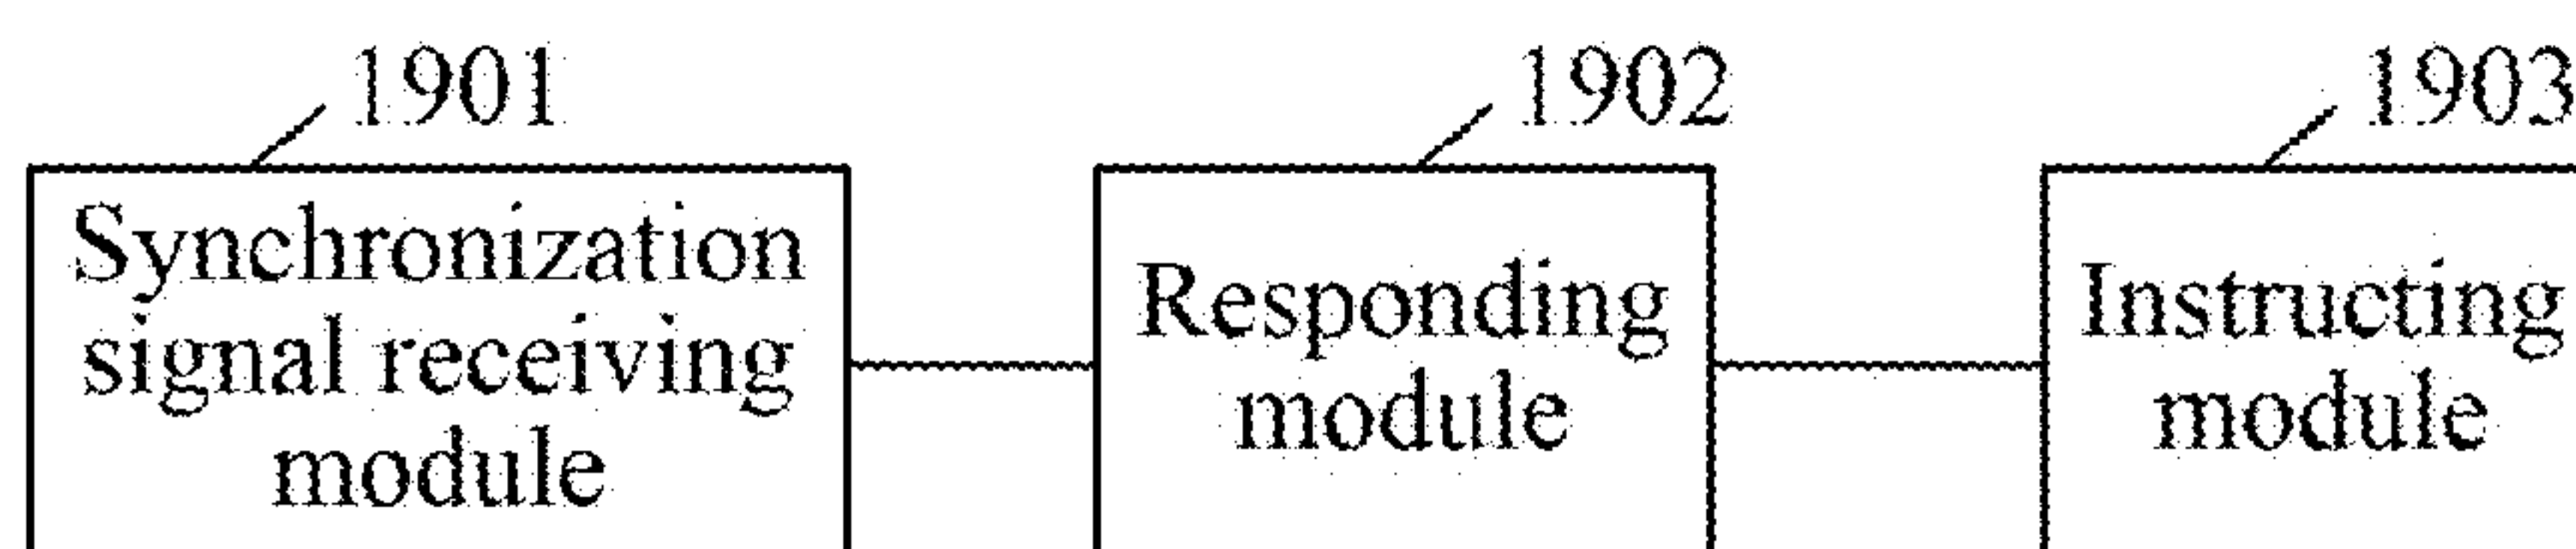 1901
Synchronization
signal receiving
module
1902
Responding
module
1903
Instructing
module